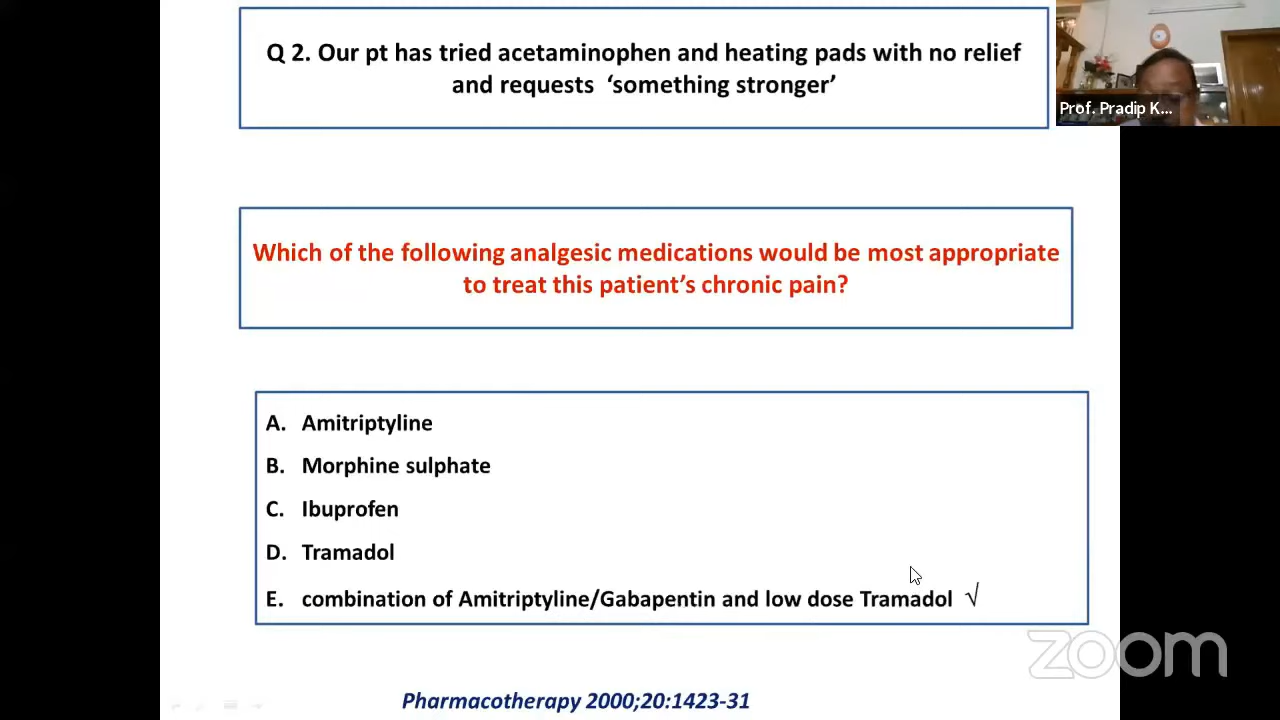 Q 2. Our pt has tried acetaminophen and heating pads with no relief
and requests ‘something stronger’
Prof. Pradip K...
Which of the following analgesic medications would be most appropriate
to treat this patient’s chronic pain?
A. Amitriptyline
B. Morphine sulphate
C. Ibuprofen
D. Tramadol
E. combination of Amitriptyline/Gabapentin and low dose Tramadol √
zoom
Pharmacotherapy 2000;20:1423-31